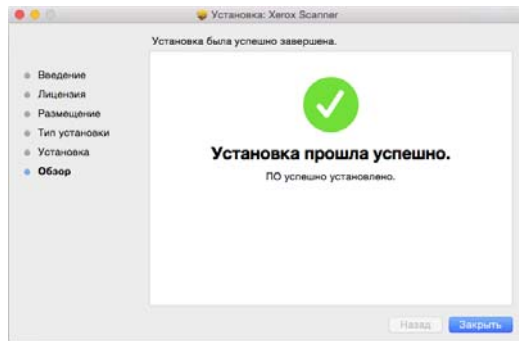 Установка: Xerox Scanner
Установка была успешно завершена.
Введение
Лицензия
Размещение
Тип установки
Установка
Обзор
Установка прошла успешно.
ПО успешно установлено.
Назад
Закрыть